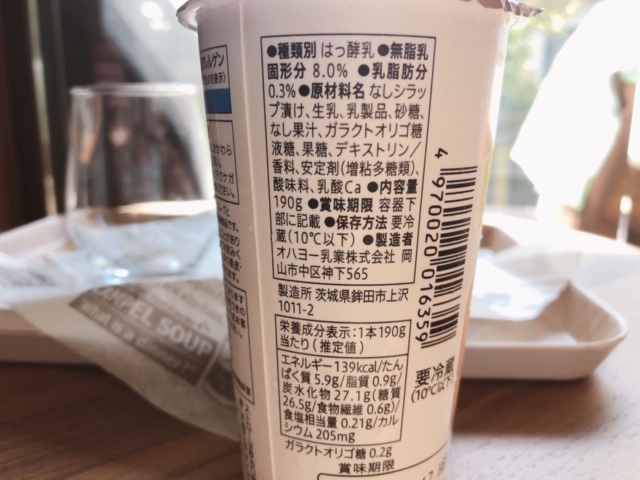 ●種類別 はっ酵乳 ●無脂乳
固形分 8.0% ●乳脂肪分
0.3% ●原材料名 なしシラッ
プ漬け、生乳、乳製品、砂糖、
なし果汁、ガラクトオリゴ糖
液糖、果糖、デキストリン／
香料、安定剤(増粘多糖類)、
酸味料、乳酸Ca ●内容量
190g ●賞味期限 容器下
部に記載 ●保存方法 要冷
蔵(10℃以下) ●製造者
オハヨー乳業株式会社 岡
山市中区神下565
製造所 茨城県鉾田市上沢
1011-2
栄養成分表示：1本190g
当たり（推定値）
エネルギー139kcal/たん
ぱく質 5.9g/脂質 0.9g/
炭水化物 27.1g(糖質
26.5g/食物繊維 0.6g)/
食塩相当量 0.21g/カル
シウム 205mg
ガラクトオリゴ糖 0.2g
賞味期限
4 970020 016359
要冷蔵
(10℃以下)
アレルゲン
SOUP